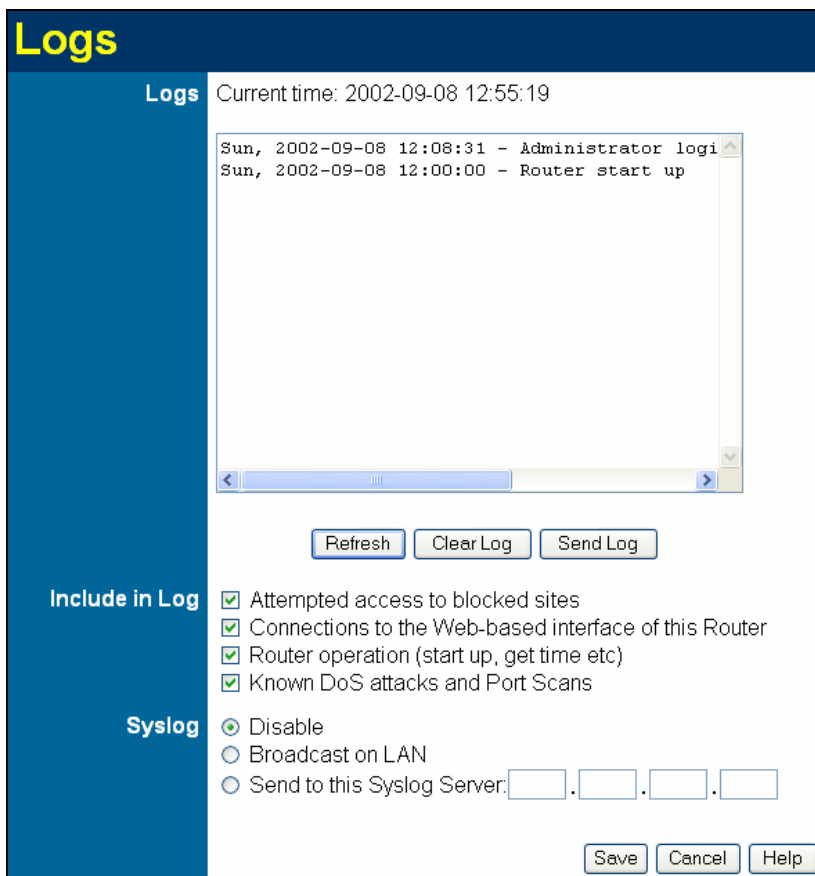 Logs
Logs Current time: 2002-09-08 12:55:19
Sun, 2002-09-08 12:08:31 - Administrator logi
Sun, 2002-09-08 12:00:00 - Router start up
Refresh Clear Log Send Log
Include in Log Attempted access to blocked sites
Connections to the Web-based interface of this Router
Router operation (start up, get time etc)
Known DoS attacks and Port Scans
Syslog Disable
Broadcast on LAN
Send to this Syslog Server: . . .
Save Cancel Help